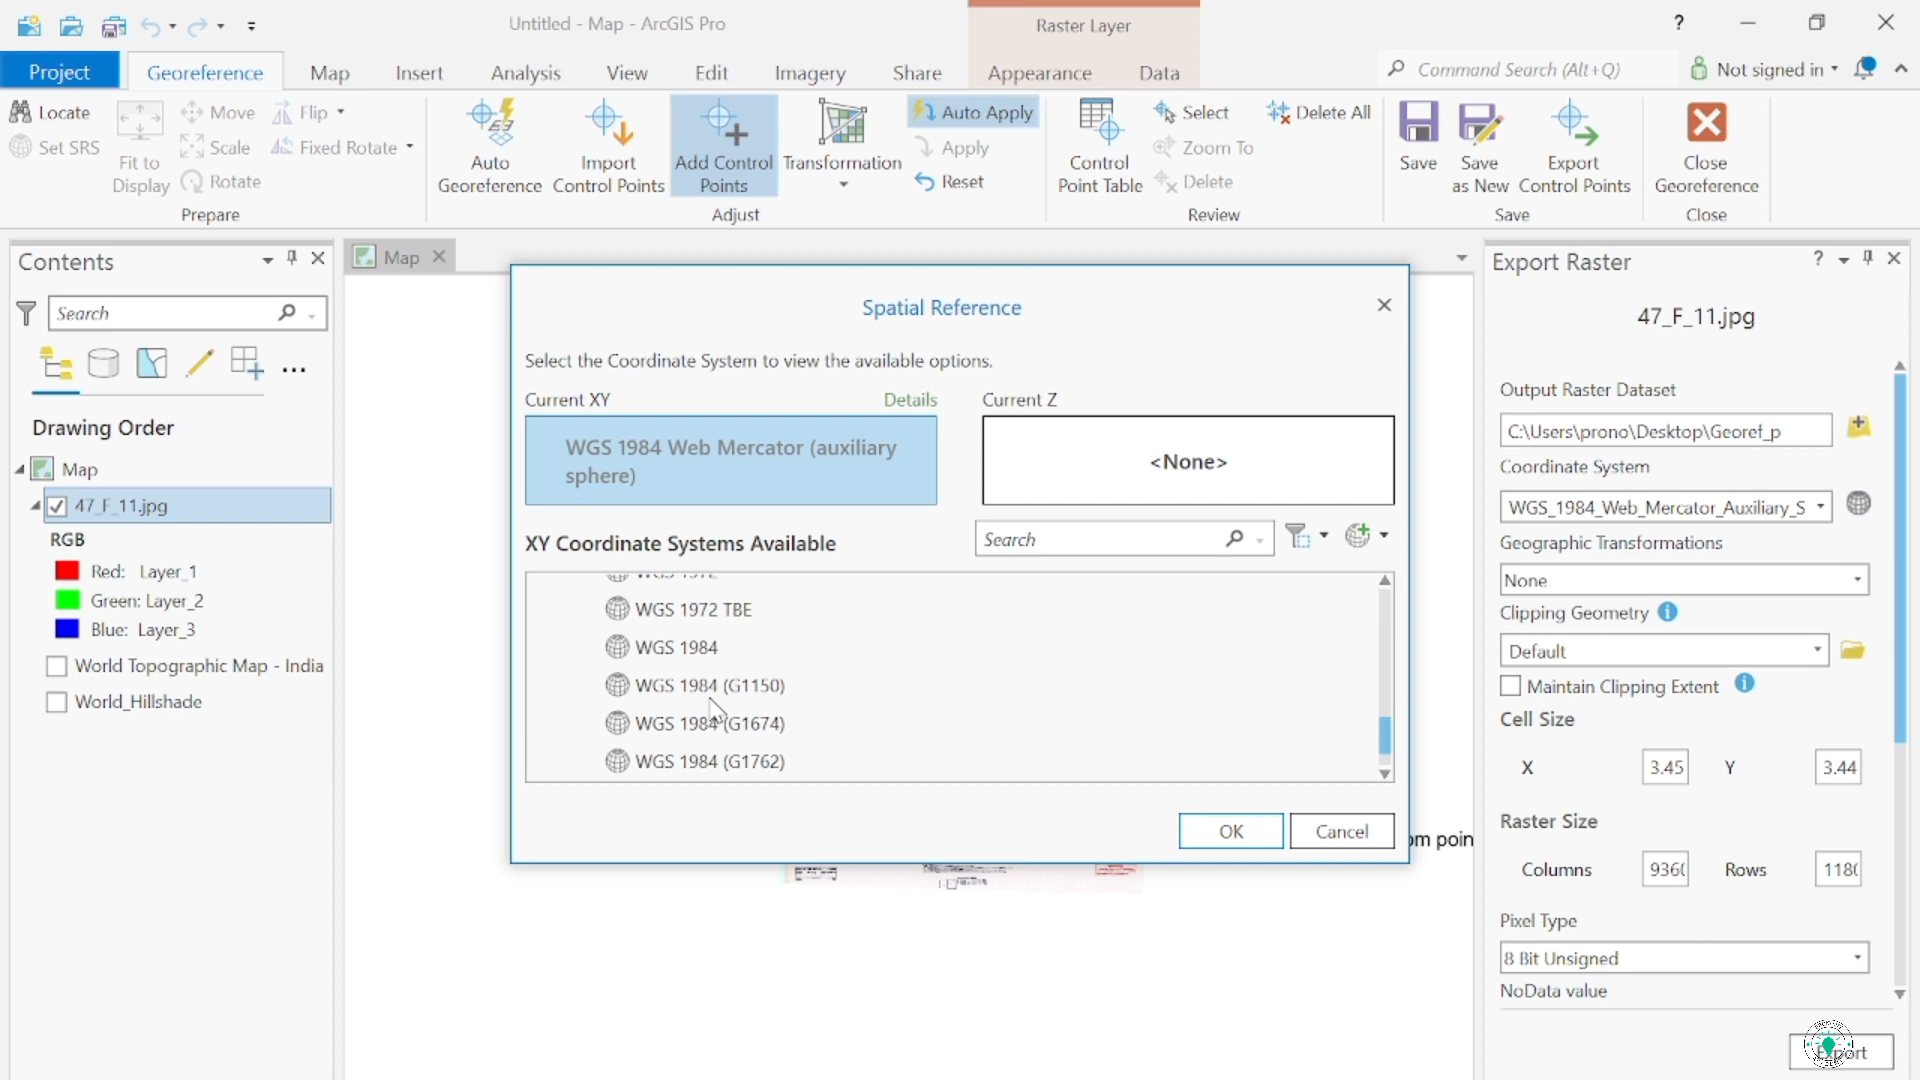 Untitled - Map - ArcGIS Pro
Raster Layer
?
Project
Georeference
Map
Insert
Analysis
View
Edit
Imagery
Share
Appearance
Data
Command Search (Alt+Q)
Not signed in
Locate
Set SRS
Fit to
Display
Move
Scale
Rotate
Flip
Fixed Rotate
Prepare
Auto
Georeference
Import
Control Points
Add Control
Points
Transformation
Auto Apply
Apply
Reset
Adjust
Control
Point Table
Select
Zoom To
Delete
Delete All
Review
Save
Save
as New
Export
Control Points
Save
Close
Georeference
Close
Contents
Search
Drawing Order
Map
47_F_11.jpg
RGB
Red: Layer_1
Green: Layer_2
Blue: Layer_3
World Topographic Map - India
World_Hillshade
Map
Spatial Reference
Select the Coordinate System to view the available options.
Current XY
Details
Current Z
WGS 1984 Web Mercator (auxiliary
sphere)
<None>
XY Coordinate Systems Available
Search
WGS 1972
WGS 1972 TBE
WGS 1984
WGS 1984 (G1150)
WGS 1984 (G1674)
WGS 1984 (G1762)
OK
Cancel
om poin
Export Raster
?
47_F_11.jpg
Output Raster Dataset
C:\Users\prono\Desktop\Georef_p
Coordinate System
WGS_1984_Web_Mercator_Auxiliary_S
Geographic Transformations
None
Clipping Geometry
Default
Maintain Clipping Extent
Cell Size
X
3.45
Y
3.44
Raster Size
Columns
936(
Rows
118(
Pixel Type
8 Bit Unsigned
NoData value
Export